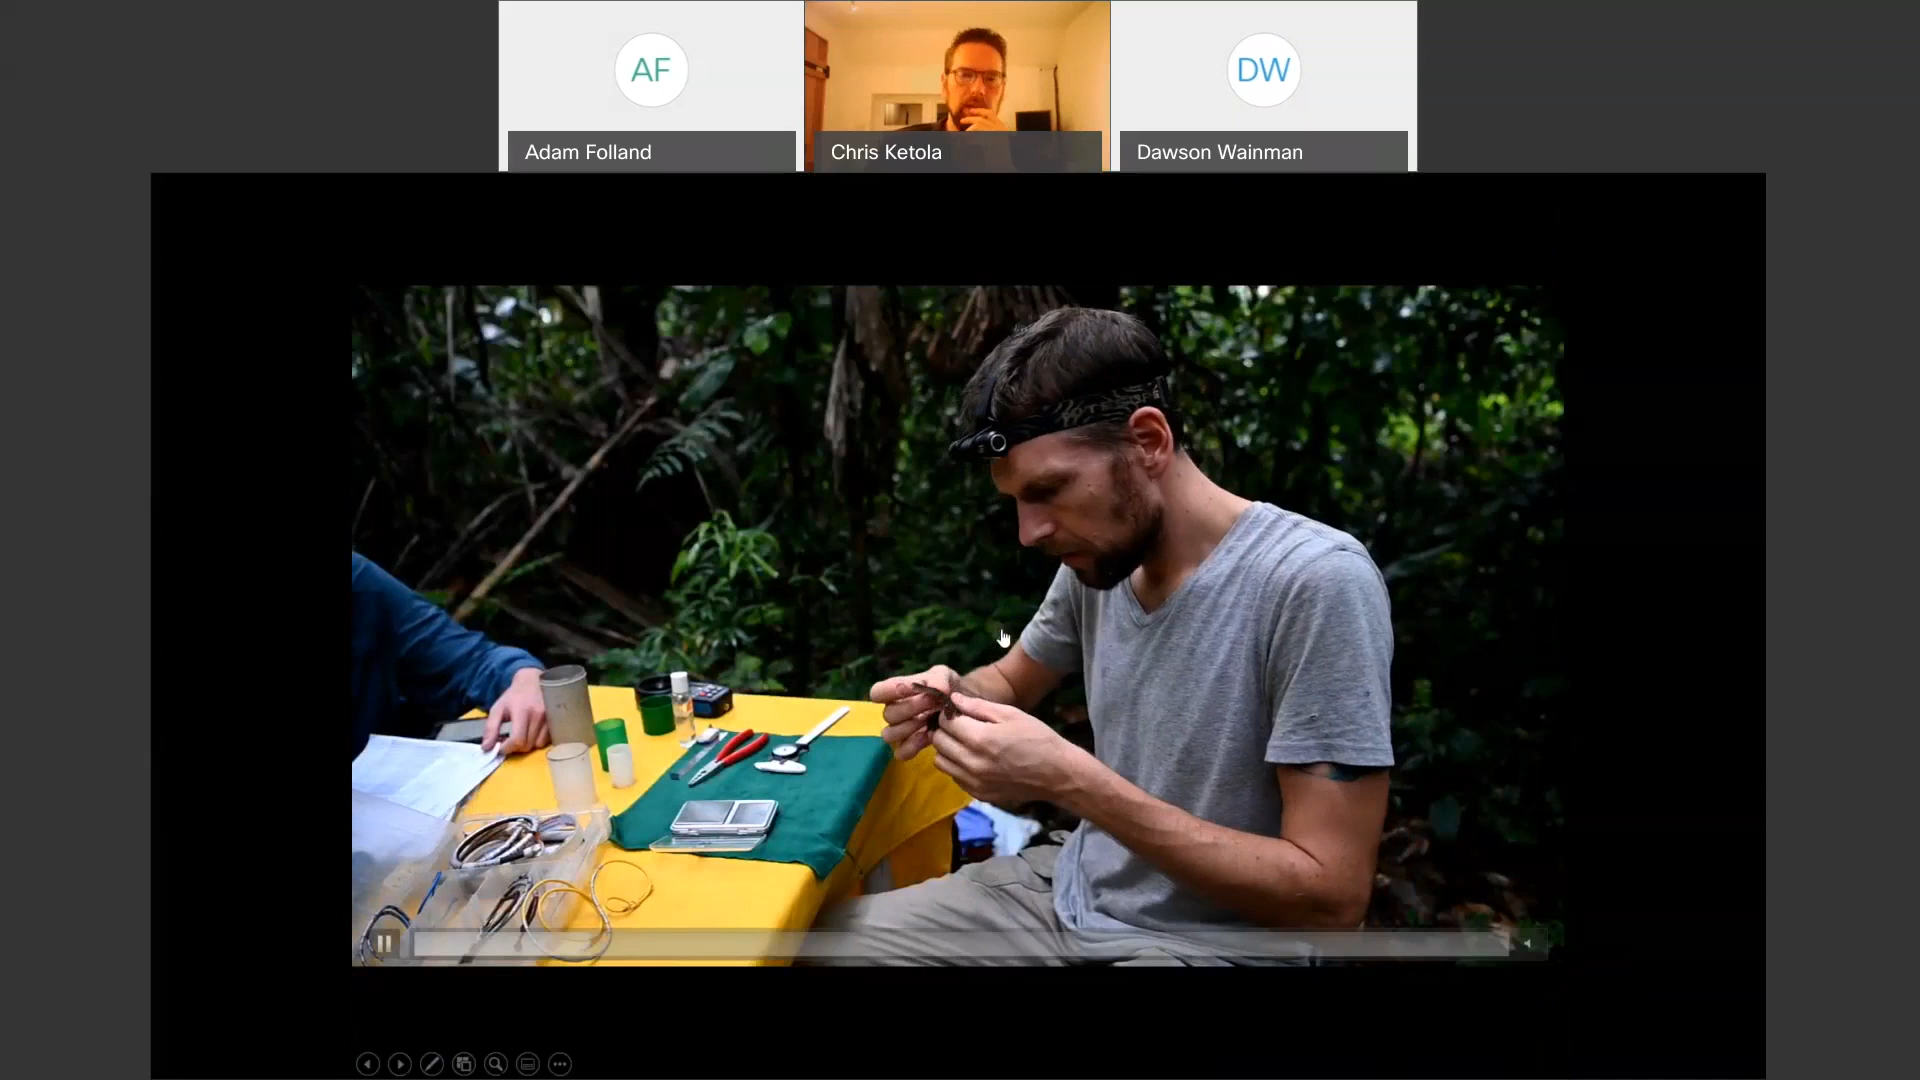 AF
DW
Adam Folland
Chris Ketola
Dawson Wainman